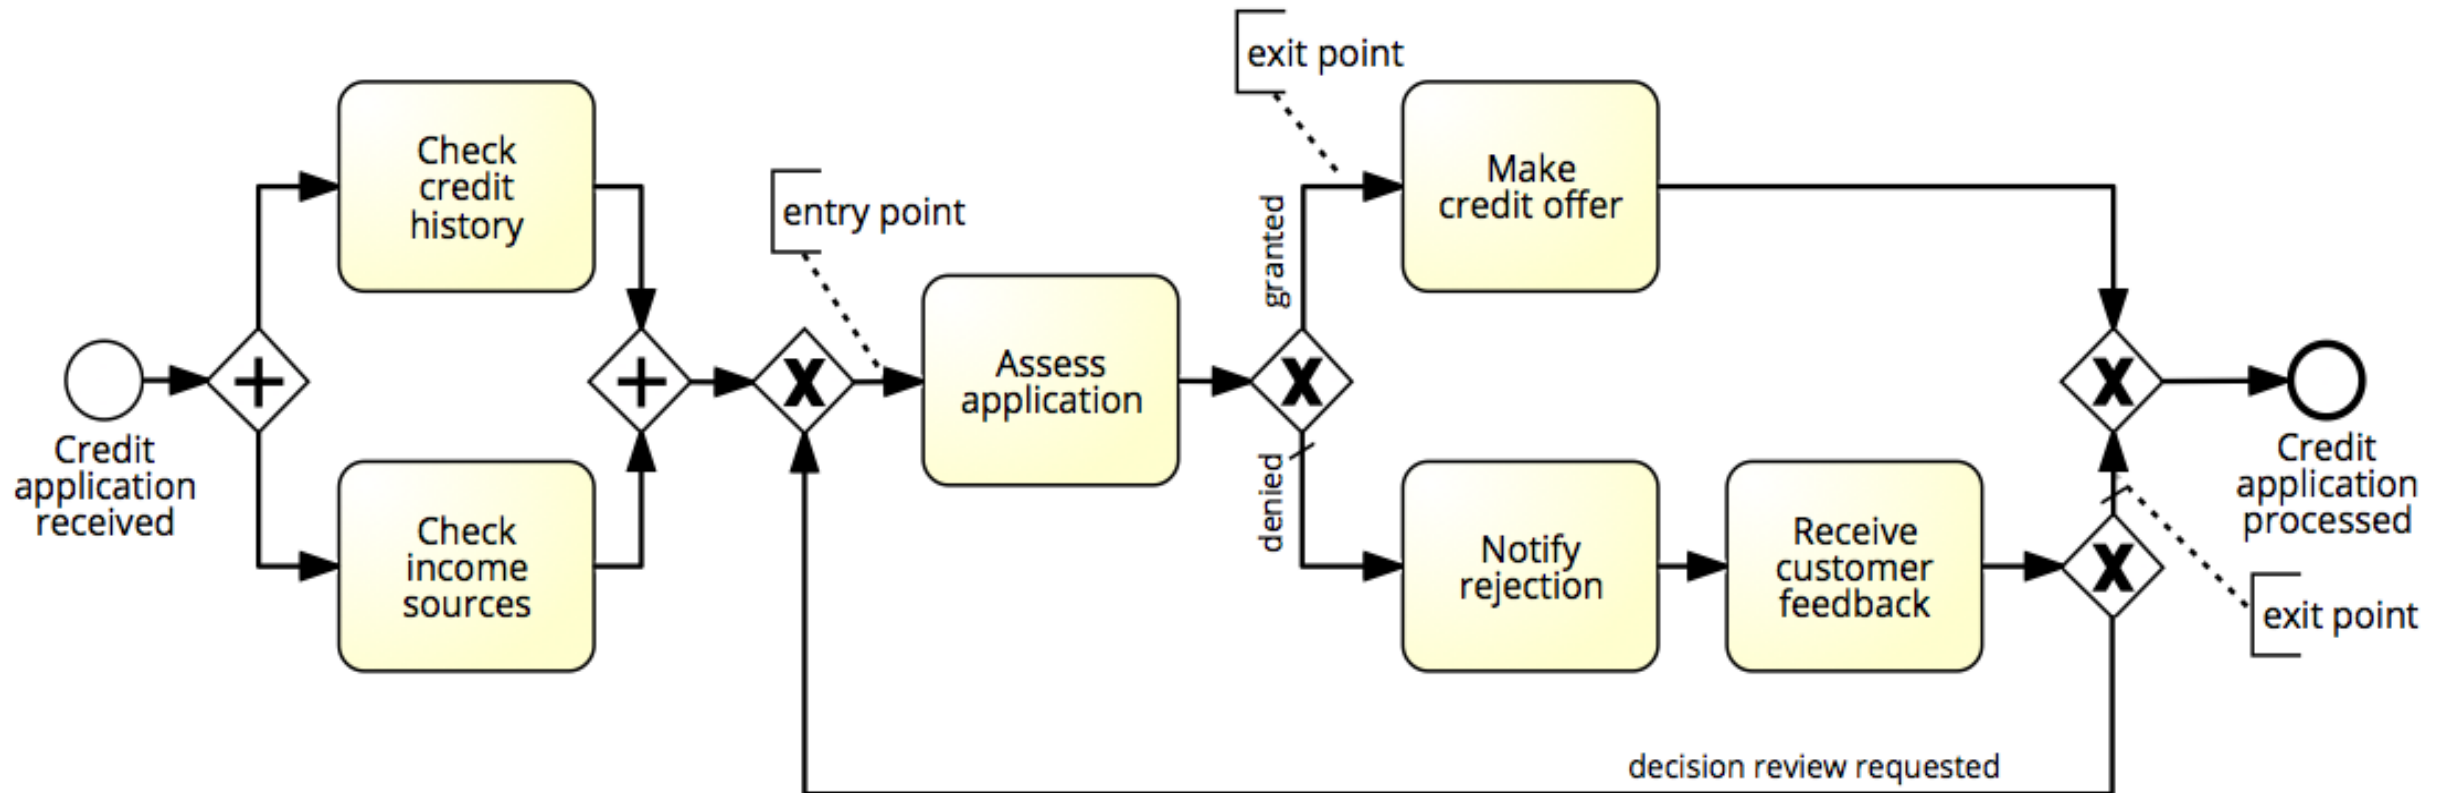 Credit
application
received
Check
credit
history
Check
income
sources
entry point
Assess
application
granted
denied
exit point
Make
credit offer
Notify
rejection
Receive
customer
feedback
decision review requested
exit point
Credit
application
processed